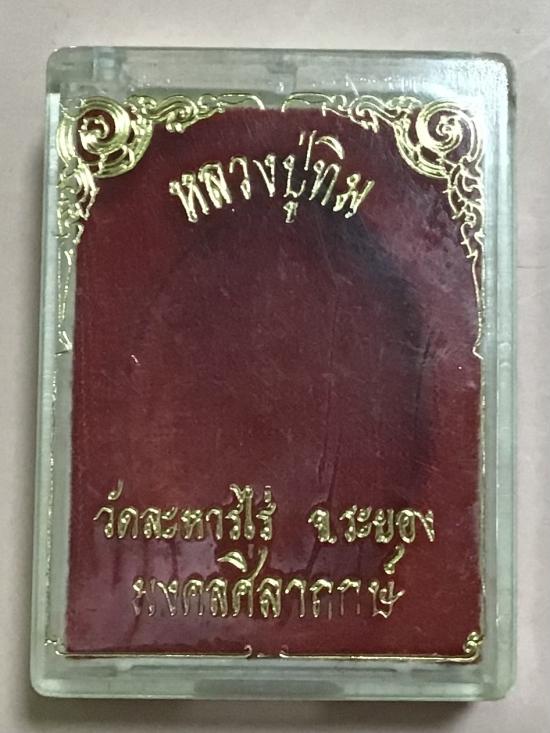 หลวงปู่ทิม
วัดละหารไร่ จ.ระยอง
มงคลศิลาฤกษ์